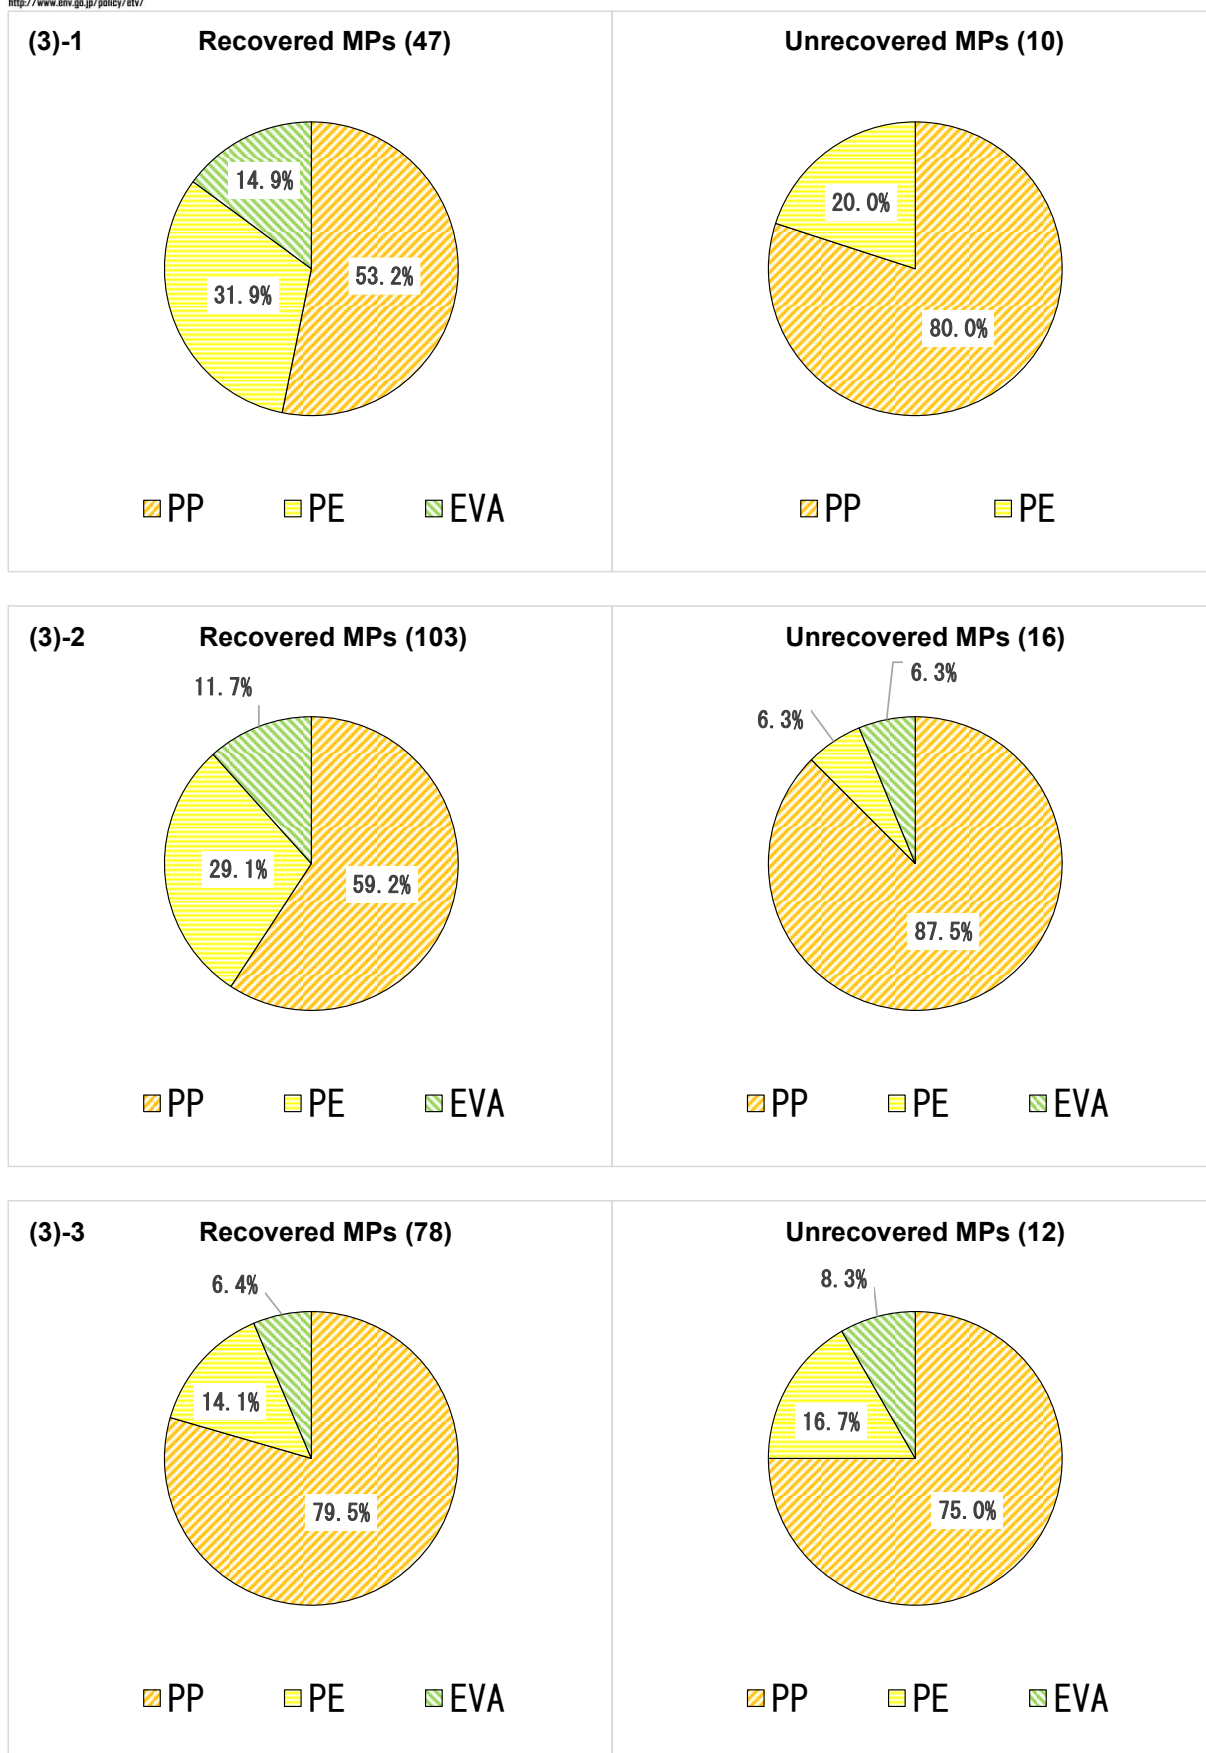 http://www.env.go.jp/policy/etv/
(3)-1 Recovered MPs (47)
14.9%
31.9%
53.2%
PP PE EVA
Unrecovered MPs (10)
20.0%
80.0%
PP PE
(3)-2 Recovered MPs (103)
11.7%
29.1%
59.2%
PP PE EVA
Unrecovered MPs (16)
6.3%
6.3%
87.5%
PP PE EVA
(3)-3 Recovered MPs (78)
6.4%
14.1%
79.5%
PP PE EVA
Unrecovered MPs (12)
8.3%
16.7%
75.0%
PP PE EVA